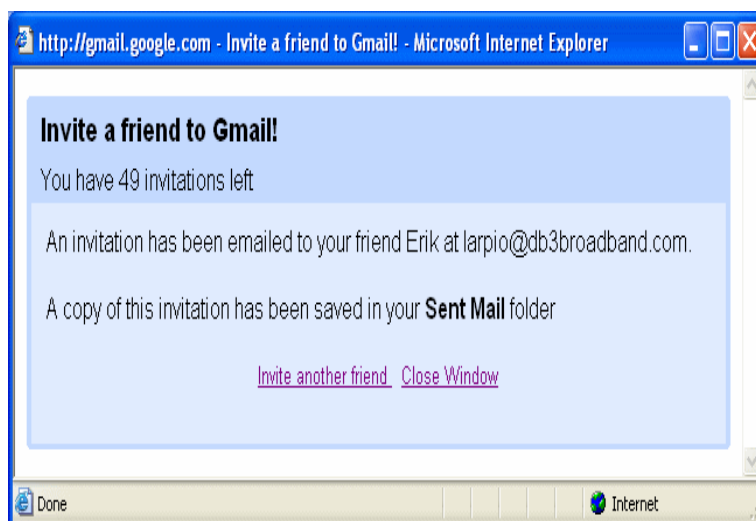 http://gmail.google.com - Invite a friend to Gmail! - Microsoft Internet Explorer
Invite a friend to Gmail!
You have 49 invitations left
An invitation has been emailed to your friend Erik at larpio@db3broadband.com.
A copy of this invitation has been saved in your Sent Mail folder
Invite another friend Close Window
Done Internet